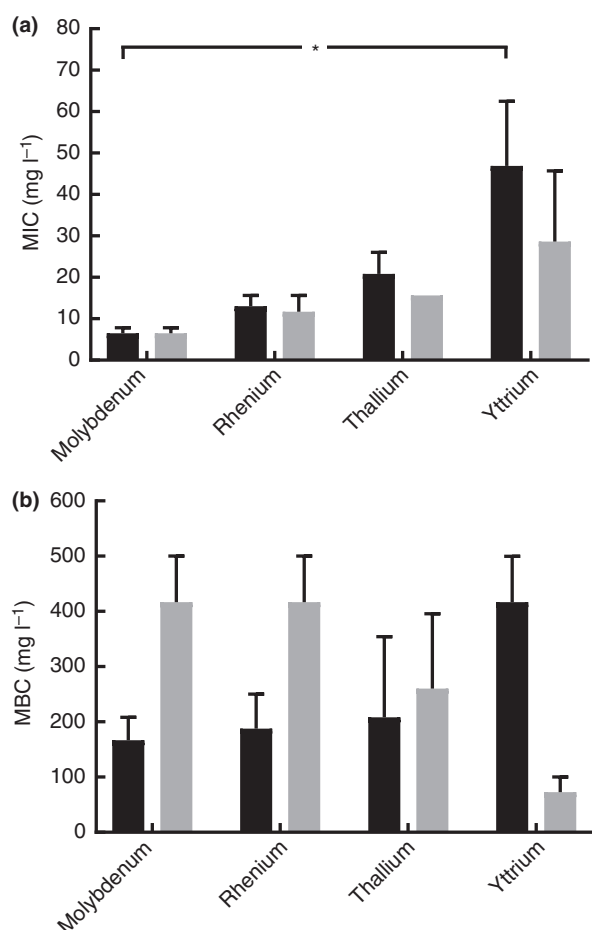 (a)
80
70
60
50
40
30
20
10
0
MIC (mg l⁻¹)
*
Molybdenum
Rhenium
Thallium
Yttrium
(b)
600
500
400
300
200
100
0
MBC (mg l⁻¹)
Molybdenum
Rhenium
Thallium
Yttrium